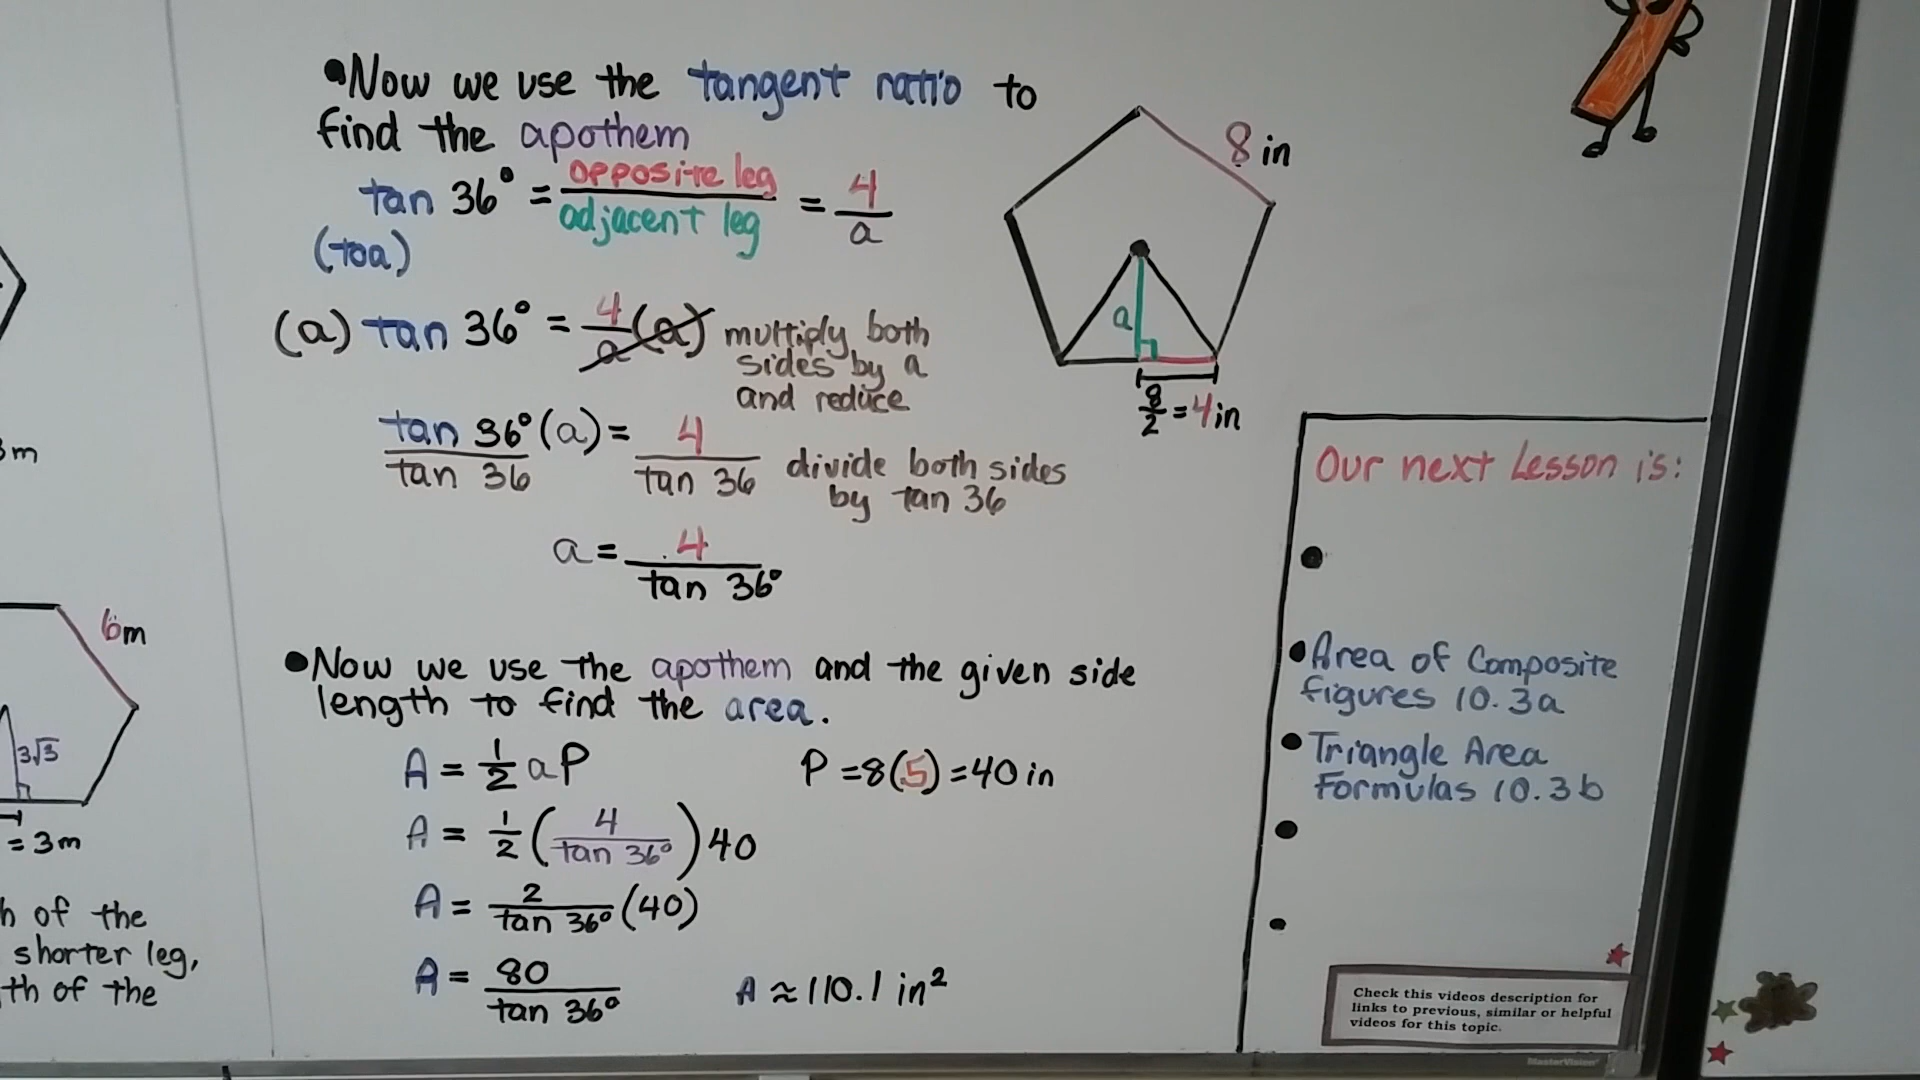 •Now we use the tangent ratio to
find the apothem
tan 36° = opposite leg / adjacent leg = 4/a
(toa)
(a) tan 36° = 4/a (a) multiply both
sides by a
and reduce
tan 36° (a) / tan 36 = 4 / tan 36 divide both sides
by tan 36
a = 4 / tan 36°
•Now we use the apothem and the given side
length to find the area.
A = 1/2 aP P = 8(5) = 40 in
A = 1/2 (4 / tan 36°) 40
A = 2 / tan 36° (40)
A = 80 / tan 36° A ≈ 110.1 in²
8 in
a
8/2 = 4 in
Our next Lesson is:
•Area of Composite
figures 10.3a
•Triangle Area
Formulas 10.3b
Check this videos description for
links to previous, similar or helpful
videos for this topic.
MasterVision
3m
6m
3√3
= 3m
h of the
shorter leg,
th of the